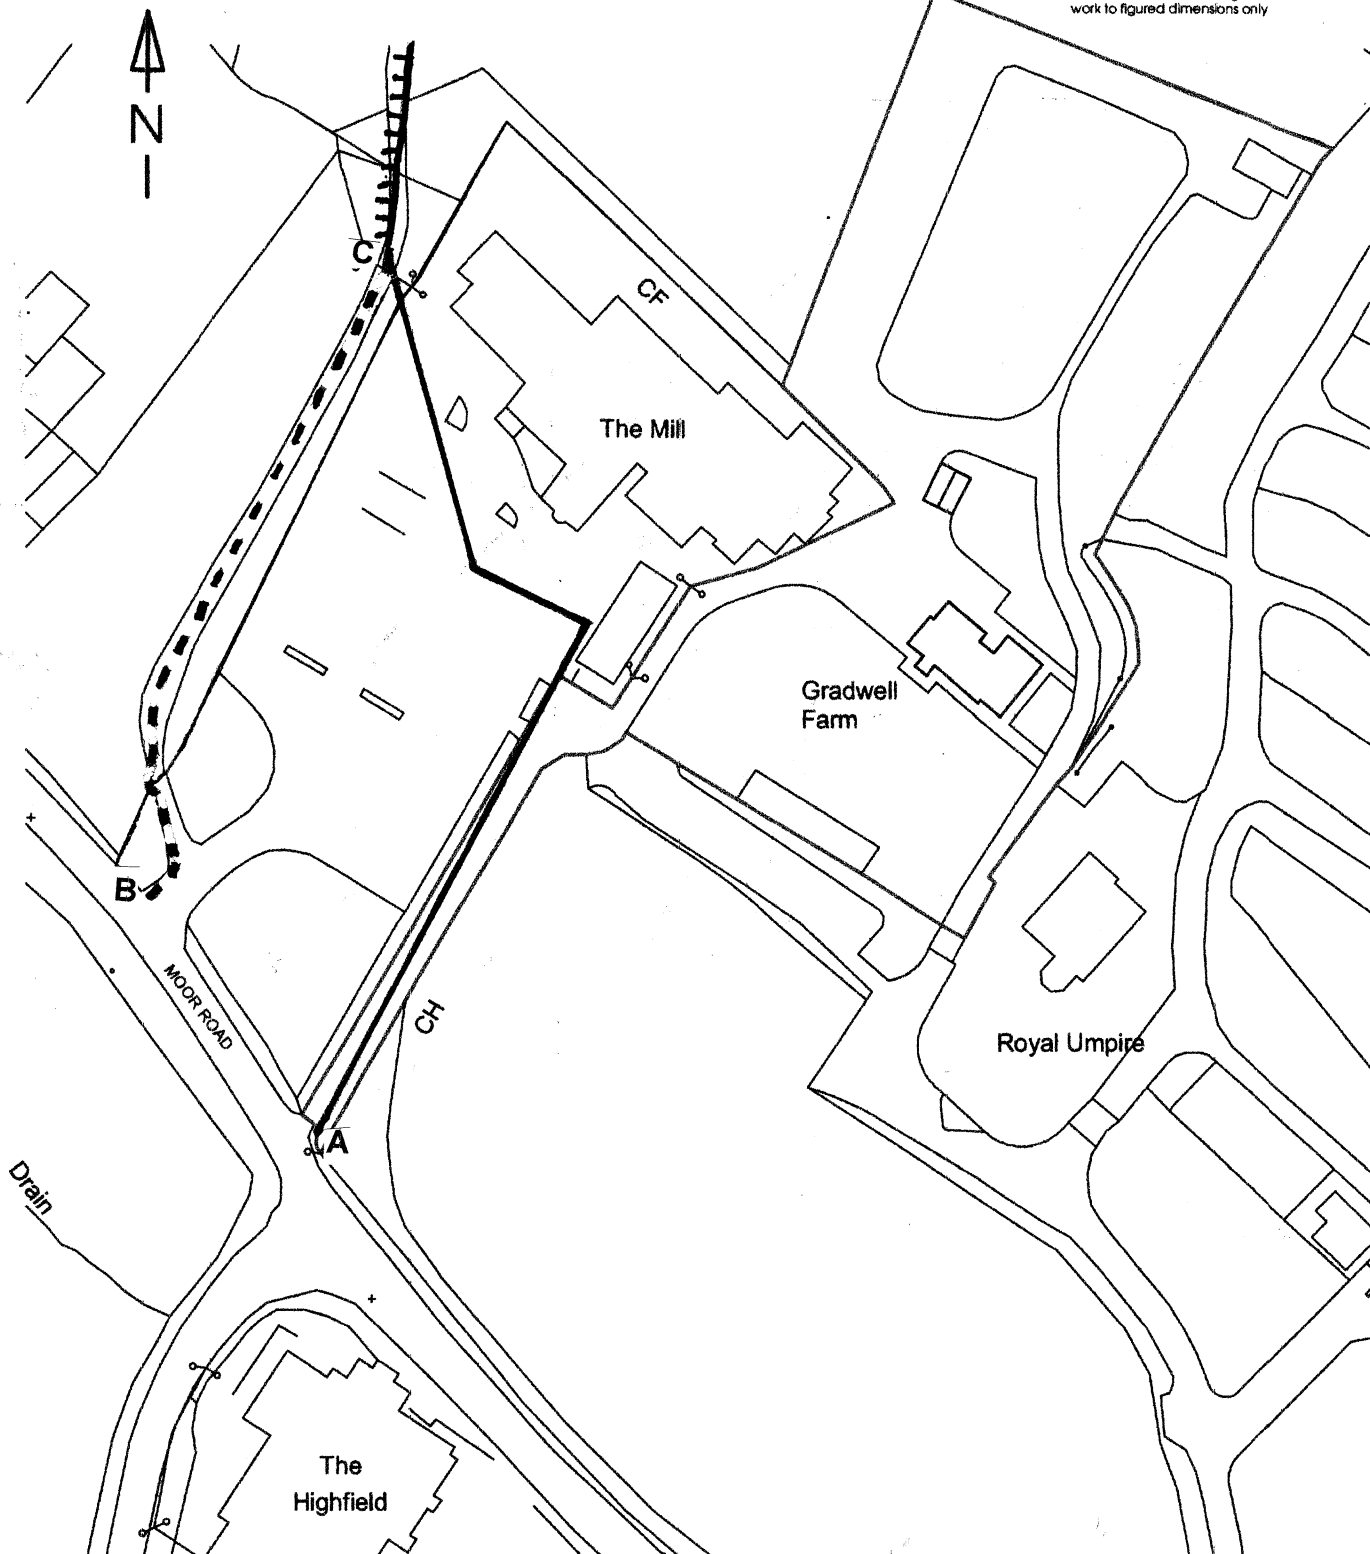 work to figured dimensions only
N
C
CF
The Mill
Gradwell
Farm
B
MOOR ROAD
CH
Royal Umpire
A
Drain
The
Highfield